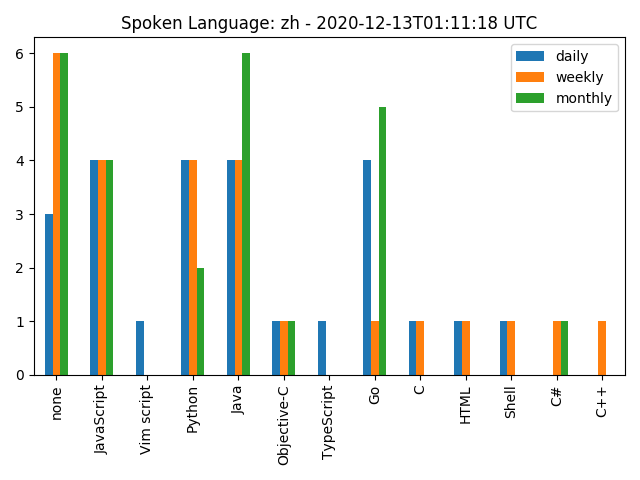 Spoken Language: zh - 2020-12-13T01:11:18 UTC
daily
weekly
monthly
6
5
4
3
2
1
0
none
JavaScript
Vim script
Python
Java
Objective-C
TypeScript
Go
C
HTML
Shell
C#
C++